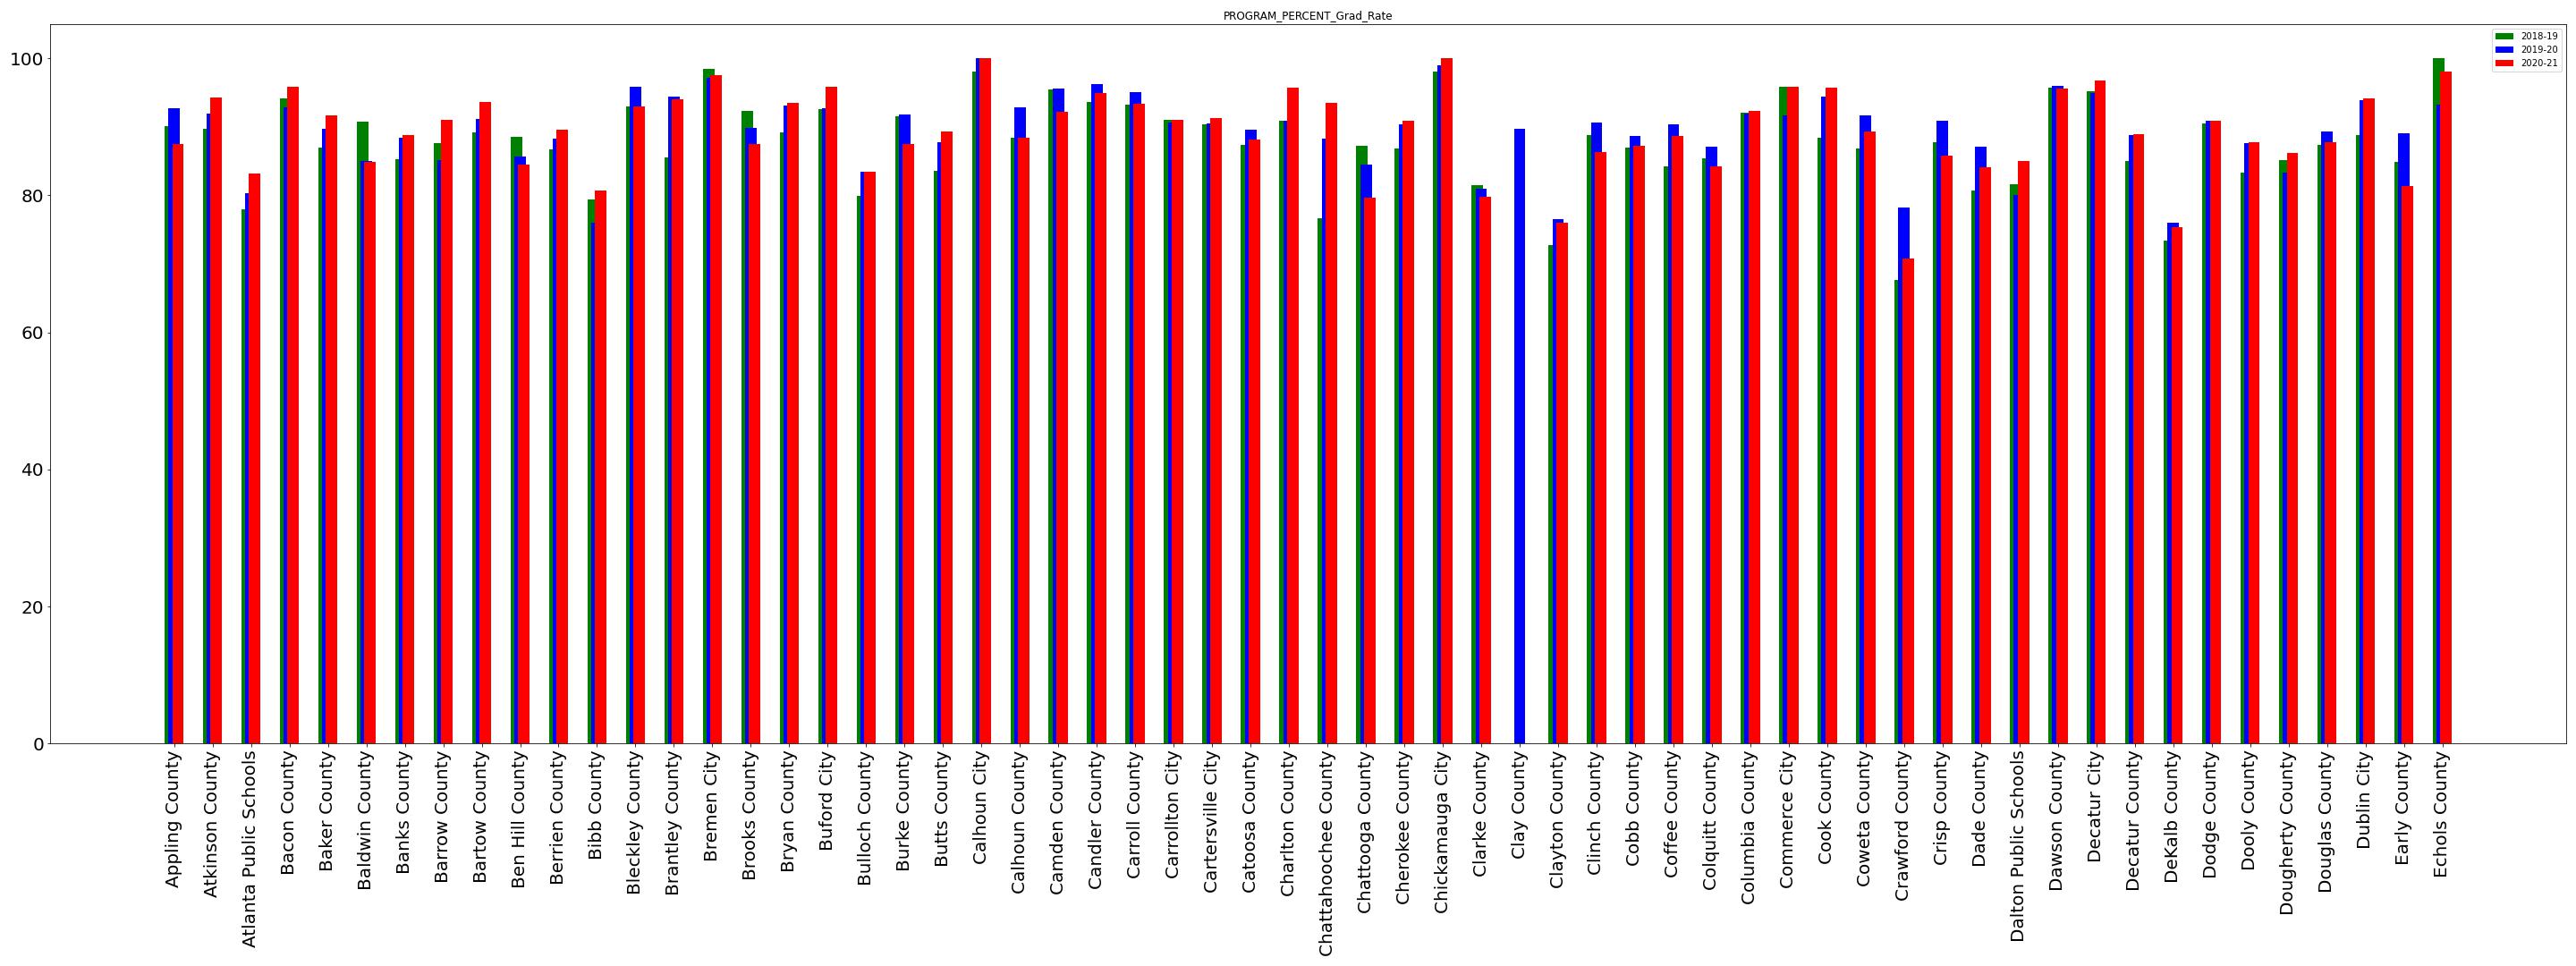 PROGRAM_PERCENT_Grad_Rate
2018-19
2019-20
2020-21
100
80
60
40
20
0
Appling County
Atkinson County
Atlanta Public Schools
Bacon County
Baker County
Baldwin County
Banks County
Barrow County
Bartow County
Ben Hill County
Berrien County
Bibb County
Bleckley County
Brantley County
Bremen City
Brooks County
Bryan County
Buford City
Bulloch County
Burke County
Butts County
Calhoun City
Calhoun County
Camden County
Candler County
Carroll County
Carrollton City
Cartersville City
Catoosa County
Charlton County
Chattahoochee County
Chattooga County
Cherokee County
Chickamauga City
Clarke County
Clay County
Clayton County
Clinch County
Cobb County
Coffee County
Colquitt County
Columbia County
Commerce City
Cook County
Coweta County
Crawford County
Crisp County
Dade County
Dalton Public Schools
Dawson County
Decatur City
Decatur County
DeKalb County
Dodge County
Dooly County
Dougherty County
Douglas County
Dublin City
Early County
Echols County